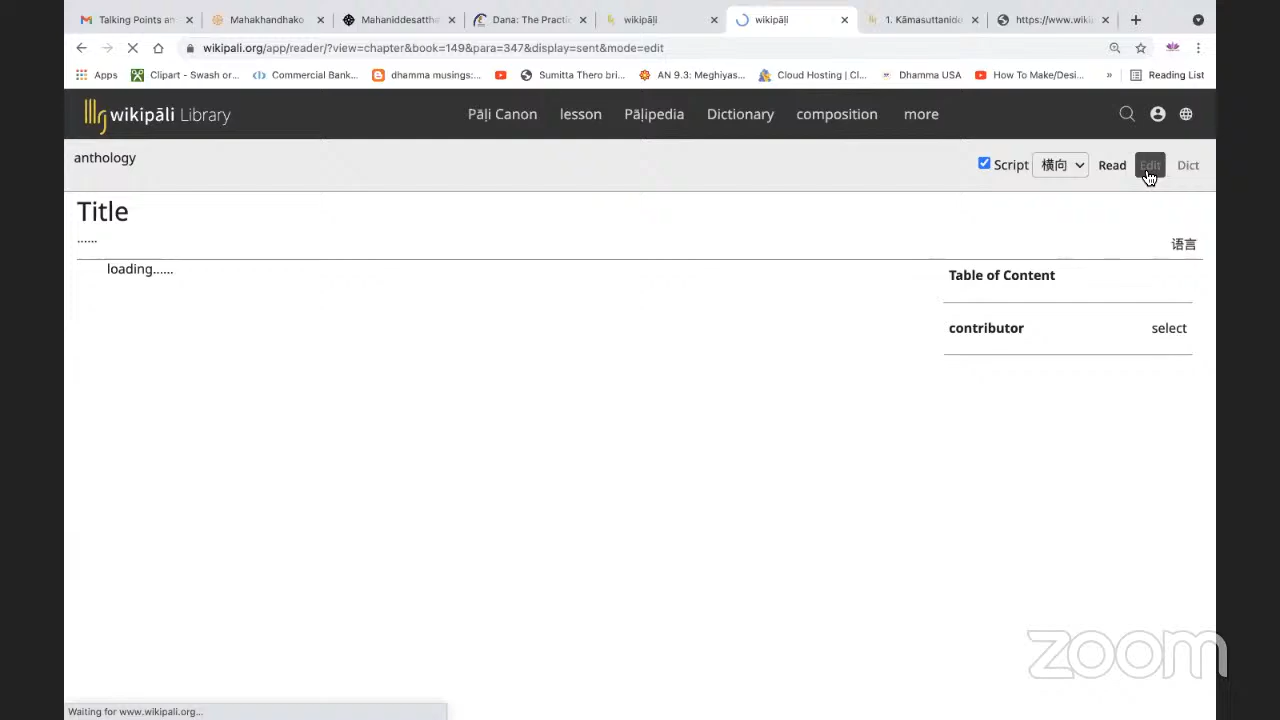 Talking Points an
Mahakhandhako
Mahaniddesatth
Dana: The Practic
wikipāḷi
wikipāḷi
1. Kāmasuttanidd
https://www.wiki
wikipali.org/app/reader/?view=chapter&book=149&para=347&display=sent&mode=edit
Apps
Clipart - Swash or...
Commercial Bank...
dhamma musings:...
Sumitta Thero bri...
AN 9.3: Meghiyas...
Cloud Hosting | Cl...
Dhamma USA
How To Make/Desi...
»
Reading List
wikipāli Library
Pāḷi Canon
lesson
Pāḷipedia
Dictionary
composition
more
anthology
Script
横向
Read
Edit
Dict
Title
......
语言
loading......
Table of Content
contributor
select
zoom
Waiting for www.wikipali.org...